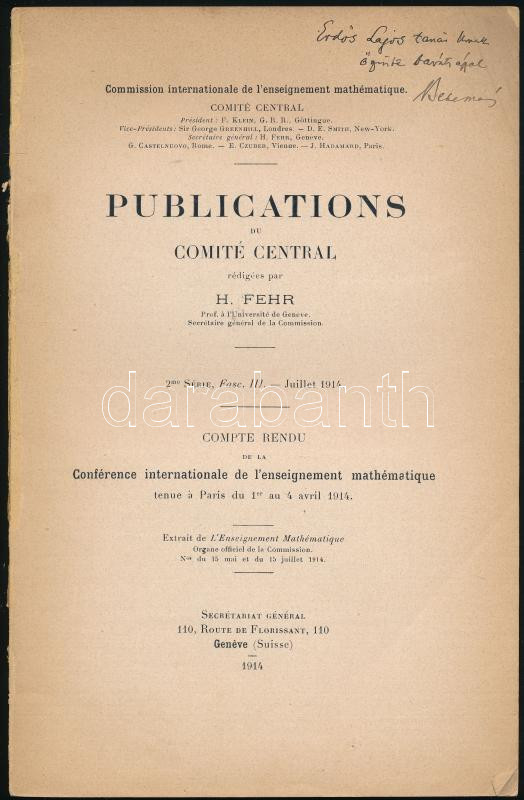 Erdős Lajos tanár úrnak
őszinte barátsággal
Commission internationale de l'enseignement mathématique.
COMITÉ CENTRAL
Président : F. KLEIN, G. R. R., Göttingue.
Vice-Présidents : Sir George GREENHILL, Londres. — D. E. SMITH, New-York.
Secrétaire général : H. FEHR, Genève.
G. CASTELNUOVO, Rome. — E. CZUBER, Vienne. — J. HADAMARD, Paris.
PUBLICATIONS
DU
COMITÉ CENTRAL
rédigées par
H. FEHR
Prof. à l'Université de Genève.
Secrétaire général de la Commission.
2me SÉRIE, Fasc. III. — Juillet 1914
darabanth
COMPTE RENDU
DE LA
Conférence internationale de l'enseignement mathématique
tenue à Paris du 1er au 4 avril 1914.
Extrait de L'Enseignement Mathématique
Organe officiel de la Commission.
Nos du 15 mai et du 15 juillet 1914.
SECRÉTARIAT GÉNÉRAL
110, ROUTE DE FLORISSANT, 110
Genève (Suisse)
1914